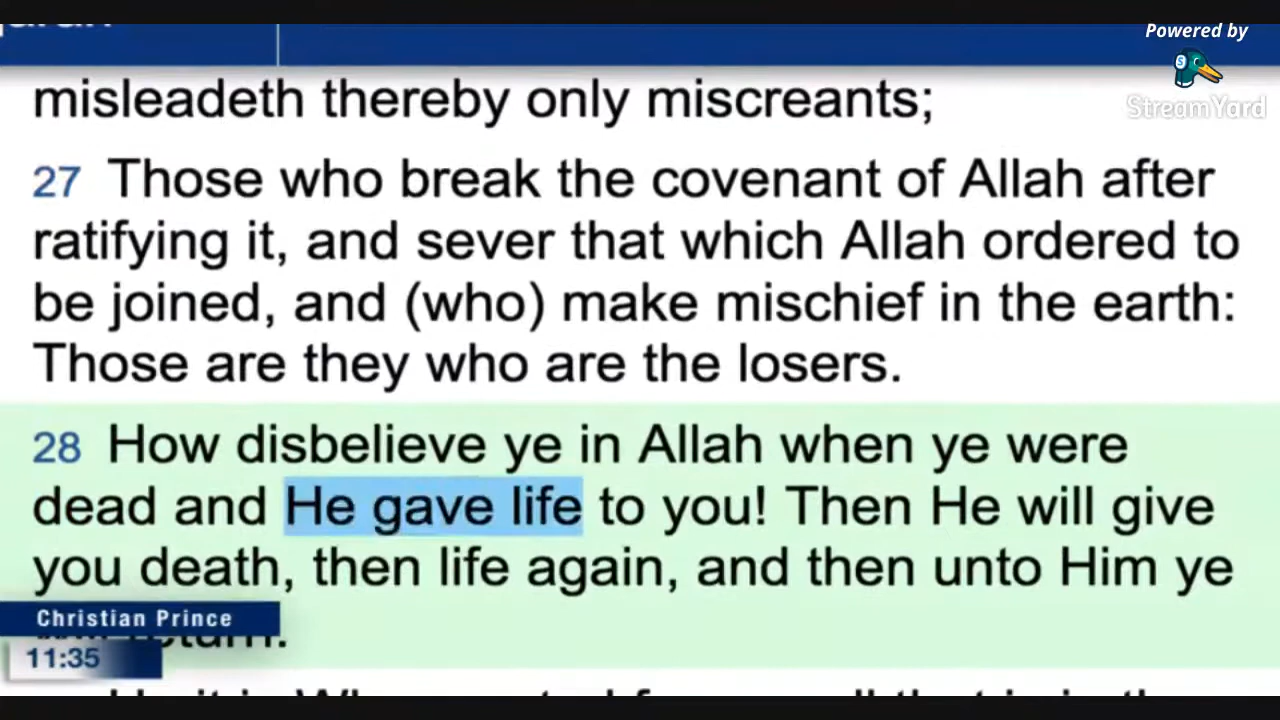 Powered by
StreamYard
misleadeth thereby only miscreants;
27 Those who break the covenant of Allah after
ratifying it, and sever that which Allah ordered to
be joined, and (who) make mischief in the earth:
Those are they who are the losers.
28 How disbelieve ye in Allah when ye were
dead and He gave life to you! Then He will give
you death, then life again, and then unto Him ye
return.
Christian Prince
11:35